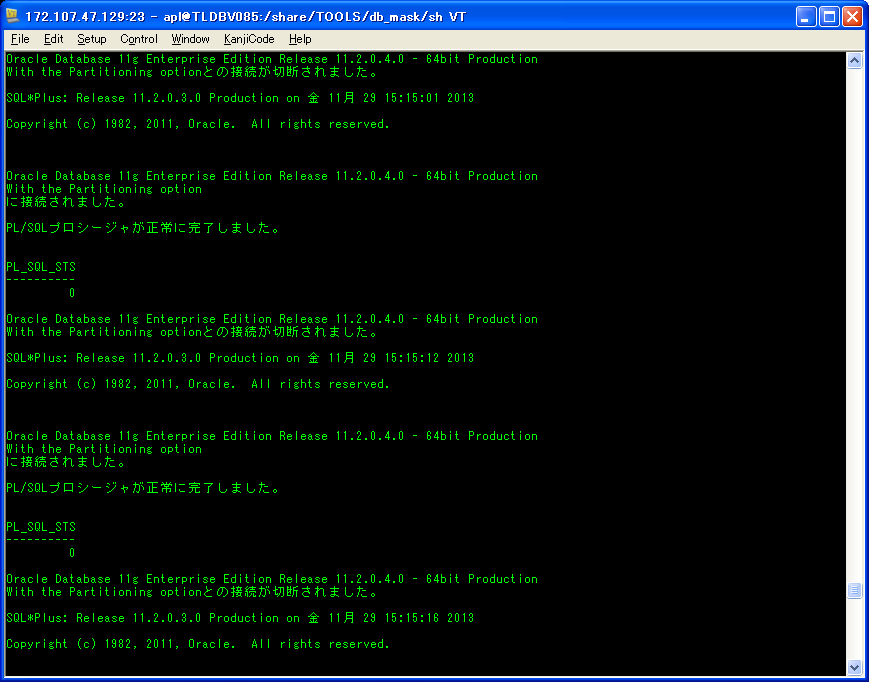 172.107.47.129:23 - apl@TLDBV085:/share/TOOLS/db_mask/sh VT
File Edit Setup Control Window KanjiCode Help
Oracle Database 11g Enterprise Edition Release 11.2.0.4.0 - 64bit Production
With the Partitioning optionとの接続が切断されました。
SQL*Plus: Release 11.2.0.3.0 Production on 金 11月 29 15:15:01 2013
Copyright (c) 1982, 2011, Oracle.  All rights reserved.
Oracle Database 11g Enterprise Edition Release 11.2.0.4.0 - 64bit Production
With the Partitioning option
に接続されました。
PL/SQLプロシージャが正常に完了しました。
PL_SQL_STS
----------
0
Oracle Database 11g Enterprise Edition Release 11.2.0.4.0 - 64bit Production
With the Partitioning optionとの接続が切断されました。
SQL*Plus: Release 11.2.0.3.0 Production on 金 11月 29 15:15:12 2013
Copyright (c) 1982, 2011, Oracle.  All rights reserved.
Oracle Database 11g Enterprise Edition Release 11.2.0.4.0 - 64bit Production
With the Partitioning option
に接続されました。
PL/SQLプロシージャが正常に完了しました。
PL_SQL_STS
----------
0
Oracle Database 11g Enterprise Edition Release 11.2.0.4.0 - 64bit Production
With the Partitioning optionとの接続が切断されました。
SQL*Plus: Release 11.2.0.3.0 Production on 金 11月 29 15:15:16 2013
Copyright (c) 1982, 2011, Oracle.  All rights reserved.